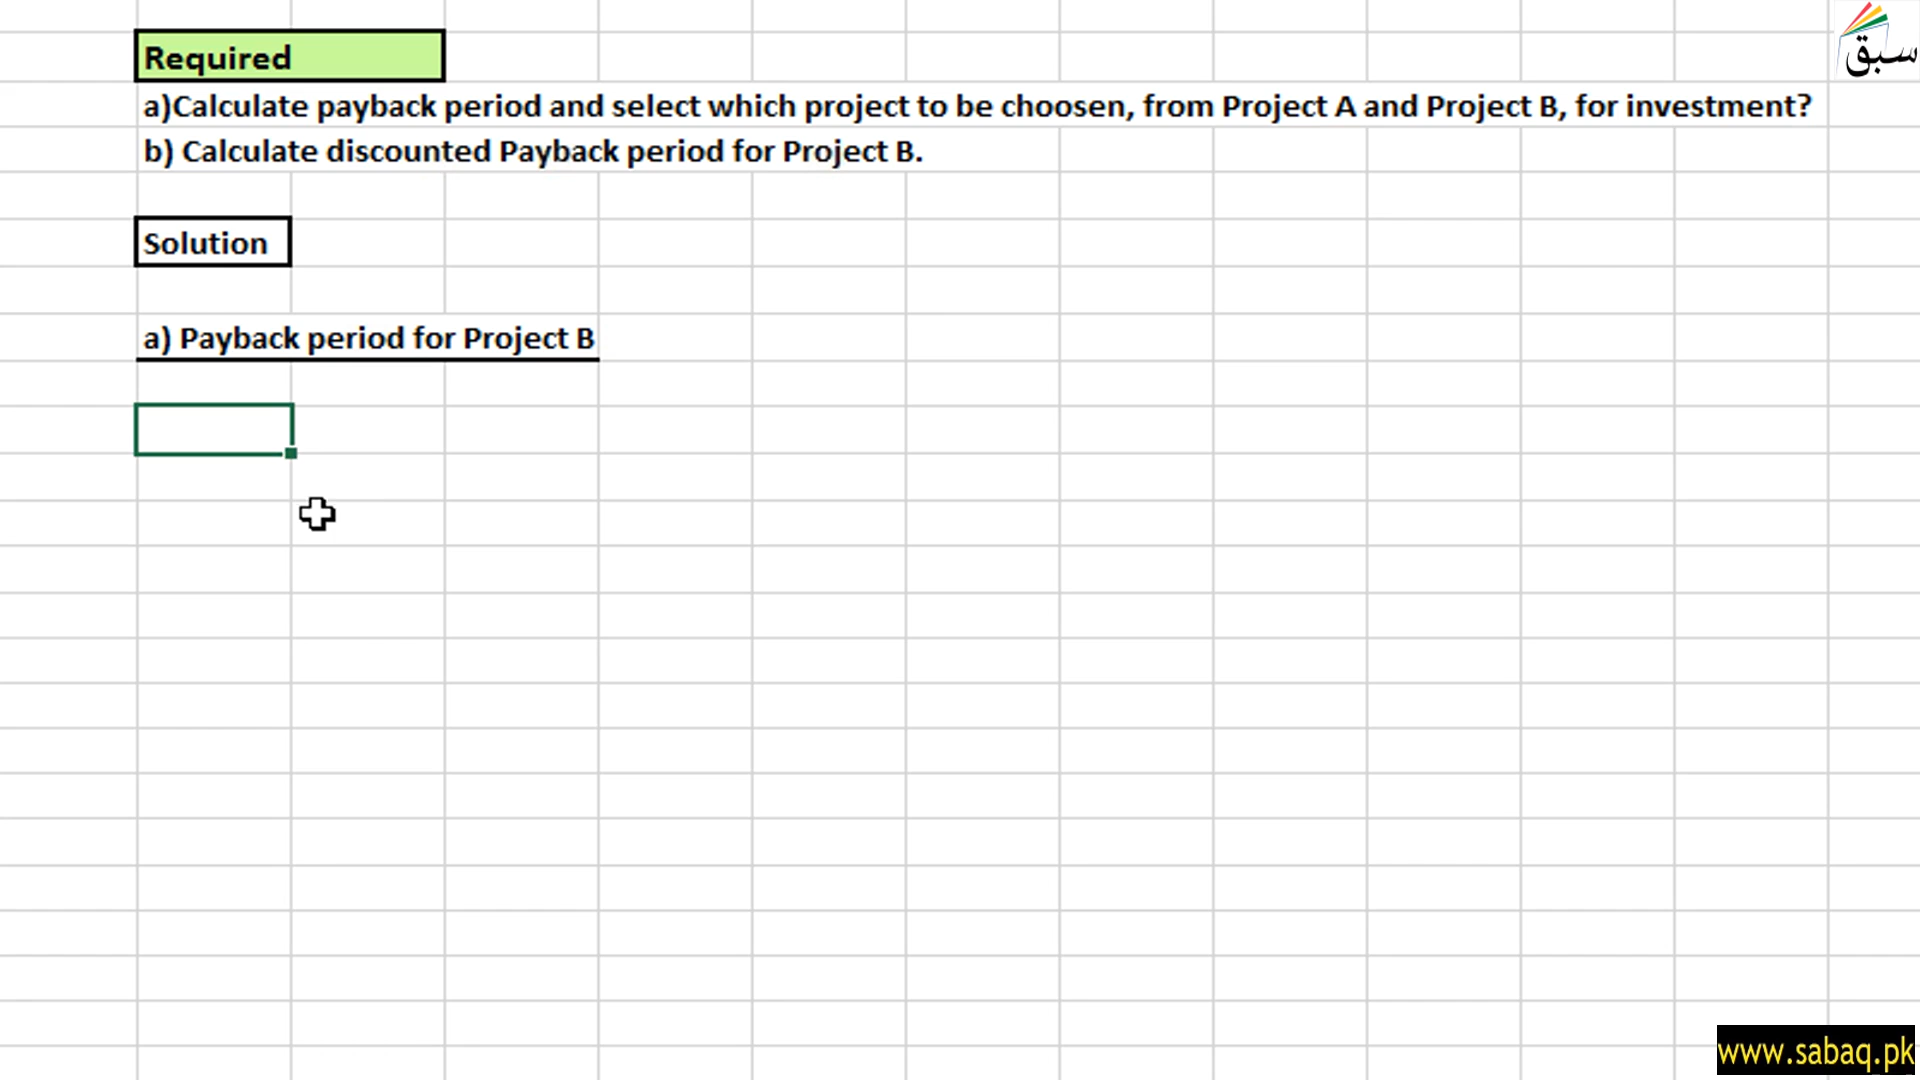 سبق
Required
a)Calculate payback period and select which project to be choosen, from Project A and Project B, for investment?
b) Calculate discounted Payback period for Project B.
Solution
a) Payback period for Project B
www.sabaq.pk